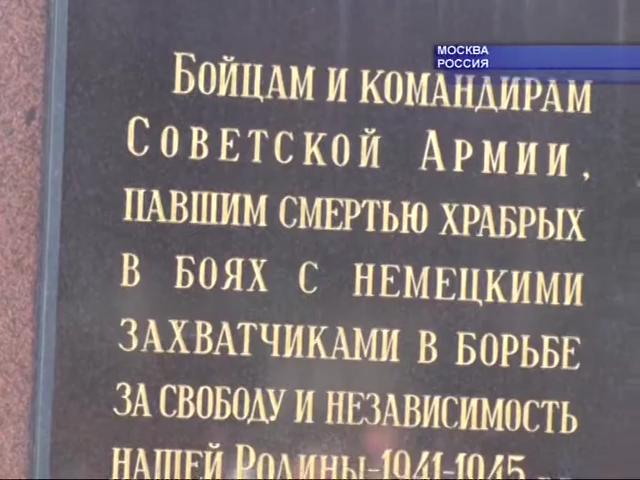 МОСКВА
РОССИЯ
БОЙЦАМ И КОМАНДИРАМ
СОВЕТСКОЙ АРМИИ,
ПАВШИМ СМЕРТЬЮ ХРАБРЫХ
В БОЯХ С НЕМЕЦКИМИ
ЗАХВАТЧИКАМИ В БОРЬБЕ
ЗА СВОБОДУ И НЕЗАВИСИМОСТЬ
НАШЕЙ РОДИНЫ-1941-1945